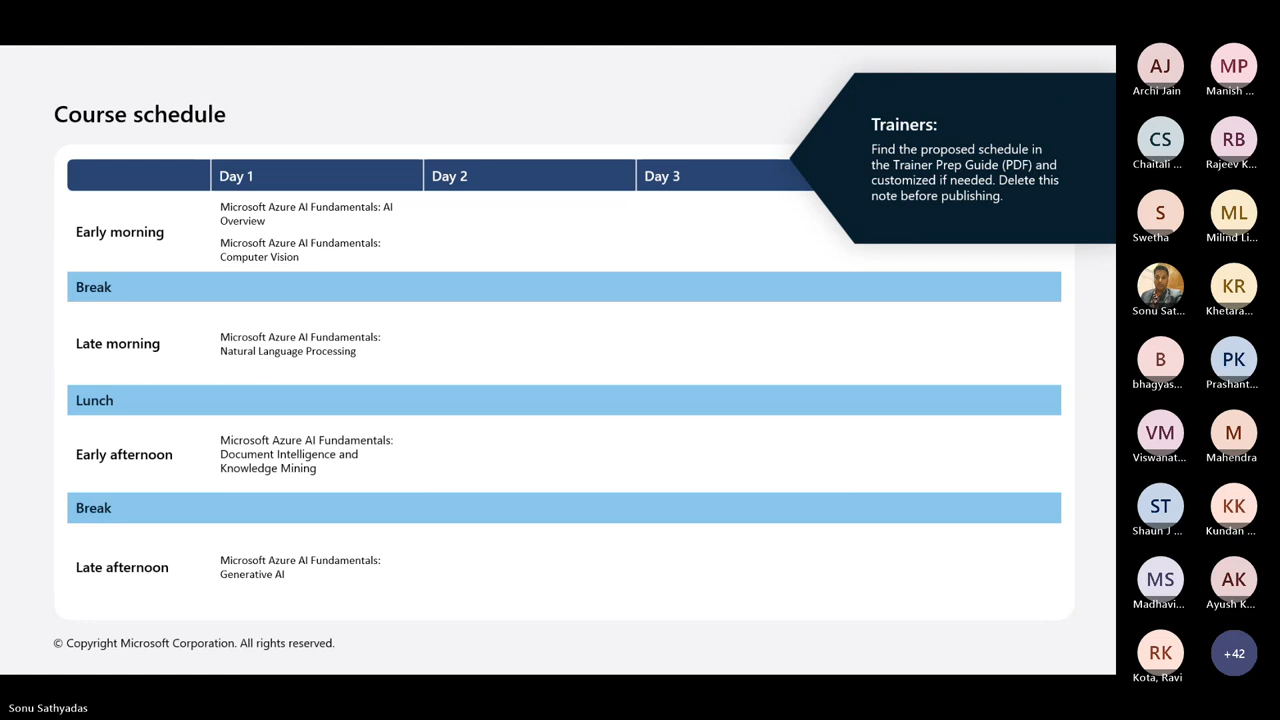 Course schedule
Trainers:
Find the proposed schedule in
the Trainer Prep Guide (PDF) and
customized if needed. Delete this
note before publishing.
Day 1
Day 2
Day 3
Early morning
Microsoft Azure AI Fundamentals: AI
Overview
Microsoft Azure AI Fundamentals:
Computer Vision
Break
Late morning
Microsoft Azure AI Fundamentals:
Natural Language Processing
Lunch
Early afternoon
Microsoft Azure AI Fundamentals:
Document Intelligence and
Knowledge Mining
Break
Late afternoon
Microsoft Azure AI Fundamentals:
Generative AI
© Copyright Microsoft Corporation. All rights reserved.
Sonu Sathyadas
AJ
Archi Jain
MP
Manish ...
CS
Chaitali ...
RB
Rajeev K...
S
Swetha
ML
Milind Li...
Sonu Sat...
KR
Khetara...
B
bhagyas...
PK
Prashant...
VM
Viswanat...
M
Mahendra
ST
Shaun J ...
KK
Kundan ...
MS
Madhavi...
AK
Ayush K...
RK
Kota, Ravi
+42